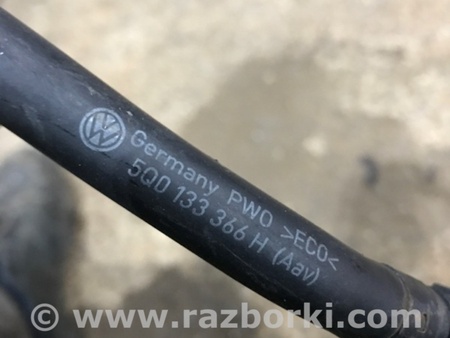 Germany PWO >ECO<
5Q0 133 366 H (Aav)
© www.razborki.com